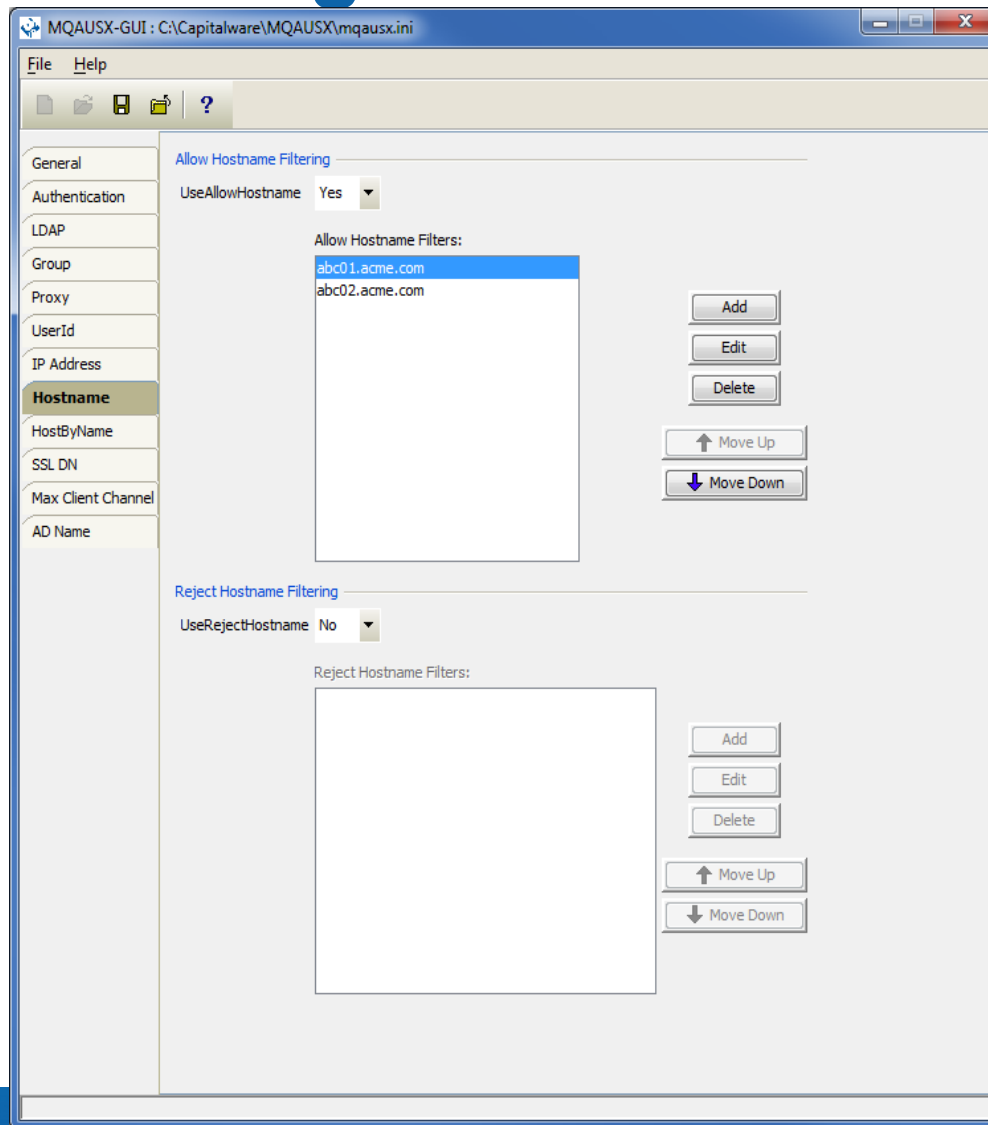 MQAUSX-GUI : C:\Capitalware\MQAUSX\mqausx.ini
File Help
?
General
Authentication
LDAP
Group
Proxy
UserId
IP Address
Hostname
HostByName
SSL DN
Max Client Channel
AD Name
Allow Hostname Filtering
UseAllowHostname Yes
Allow Hostname Filters:
abc01.acme.com
abc02.acme.com
Add
Edit
Delete
Move Up
Move Down
Reject Hostname Filtering
UseRejectHostname No
Reject Hostname Filters:
Add
Edit
Delete
Move Up
Move Down